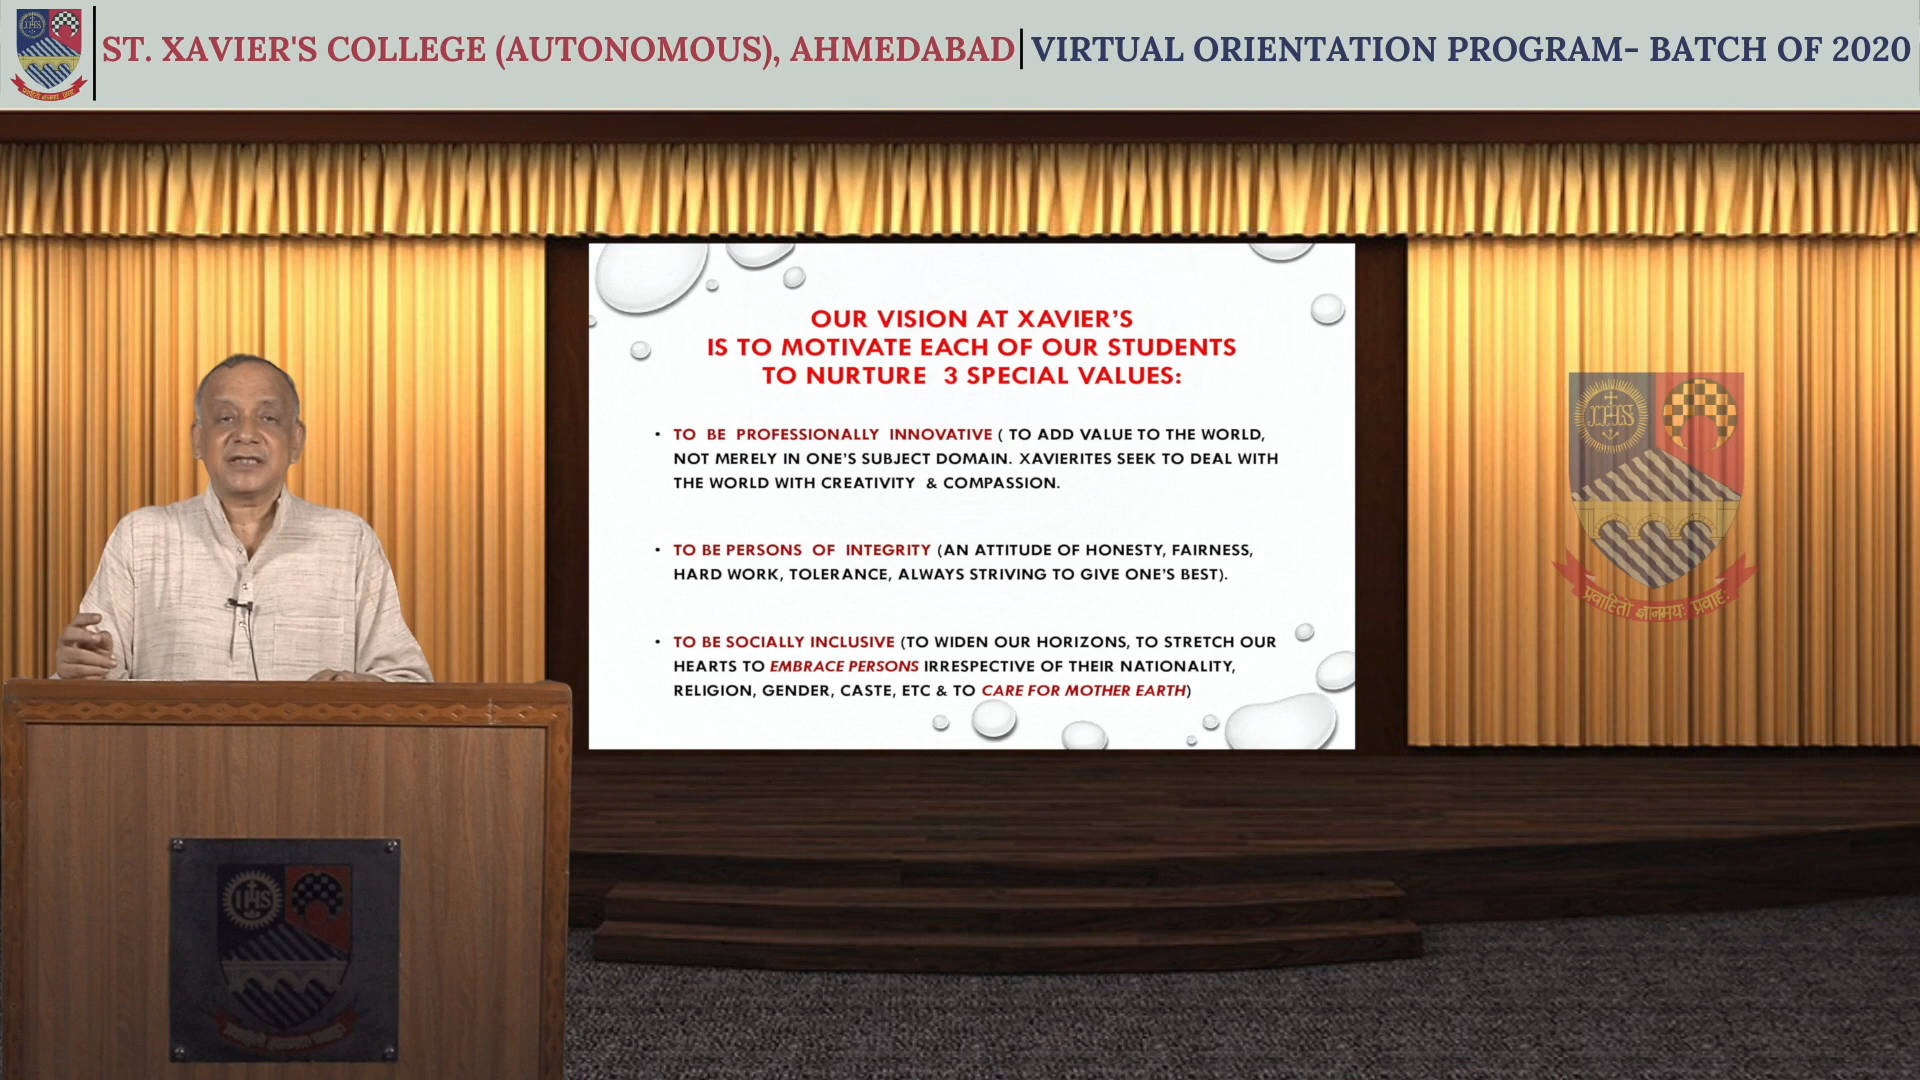 ST. XAVIER'S COLLEGE (AUTONOMOUS), AHMEDABAD
VIRTUAL ORIENTATION PROGRAM- BATCH OF 2020
OUR VISION AT XAVIER’S
IS TO MOTIVATE EACH OF OUR STUDENTS
TO NURTURE 3 SPECIAL VALUES:
• TO BE PROFESSIONALLY INNOVATIVE ( TO ADD VALUE TO THE WORLD,
NOT MERELY IN ONE’S SUBJECT DOMAIN. XAVIERITES SEEK TO DEAL WITH
THE WORLD WITH CREATIVITY & COMPASSION.
• TO BE PERSONS OF INTEGRITY (AN ATTITUDE OF HONESTY, FAIRNESS,
HARD WORK, TOLERANCE, ALWAYS STRIVING TO GIVE ONE’S BEST).
• TO BE SOCIALLY INCLUSIVE (TO WIDEN OUR HORIZONS, TO STRETCH OUR
HEARTS TO EMBRACE PERSONS IRRESPECTIVE OF THEIR NATIONALITY,
RELIGION, GENDER, CASTE, ETC & TO CARE FOR MOTHER EARTH)
IHS
प्रवाहितो ज्ञानमयः प्रवाहः
IHS